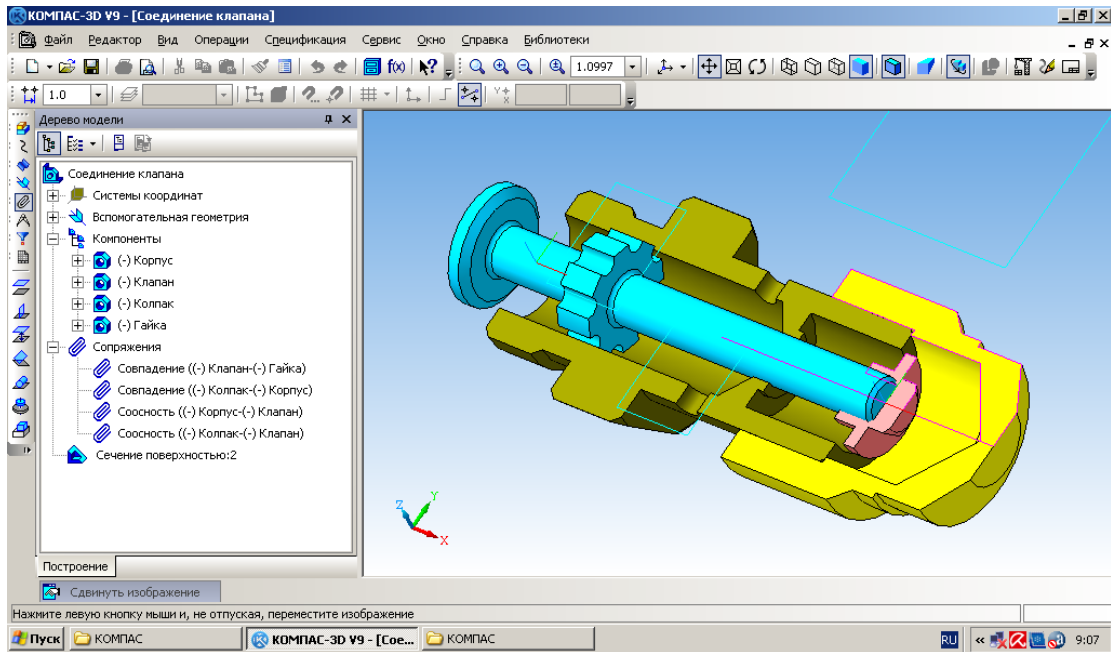 КОМПАС-3D V9 - [Соединение клапана]
Файл Редактор Вид Операции Спецификация Сервис Окно Справка Библиотеки
f(x) 1.0997
1.0
Дерево модели
Соединение клапана
Системы координат
Вспомогательная геометрия
Компоненты
(-) Корпус
(-) Клапан
(-) Колпак
(-) Гайка
Сопряжения
Совпадение ((-) Клапан-(-) Гайка)
Совпадение ((-) Колпак-(-) Корпус)
Соосность ((-) Корпус-(-) Клапан)
Соосность ((-) Колпак-(-) Клапан)
Сечение поверхностью:2
Z Y X
Построение
Сдвинуть изображение
Нажмите левую кнопку мыши и, не отпуская, переместите изображение
Пуск КОМПАС КОМПАС-3D V9 - [Сое... КОМПАС RU « 9:07